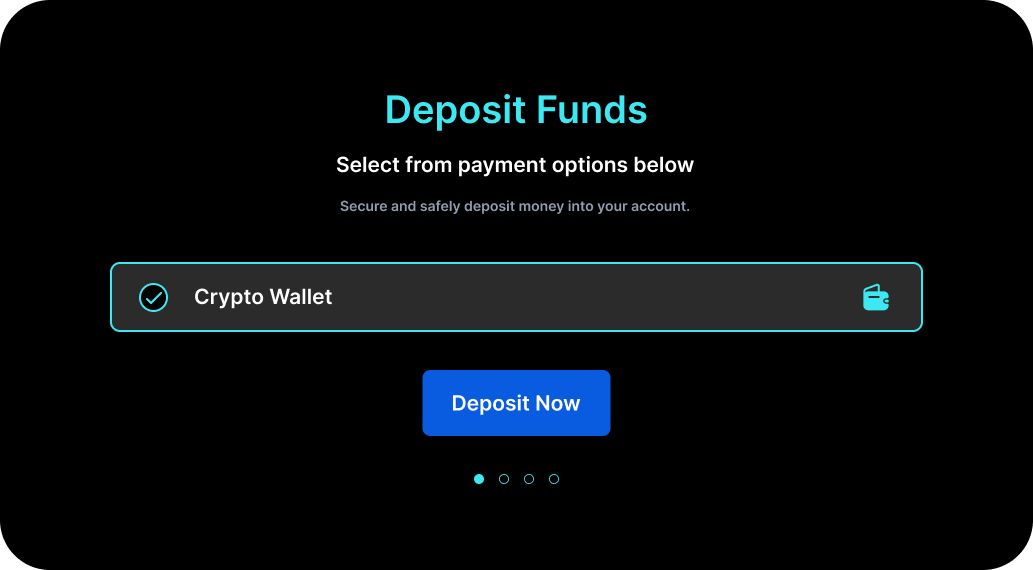 Deposit Funds
Select from payment options below
Secure and safely deposit money into your account.
Crypto Wallet
Deposit Now